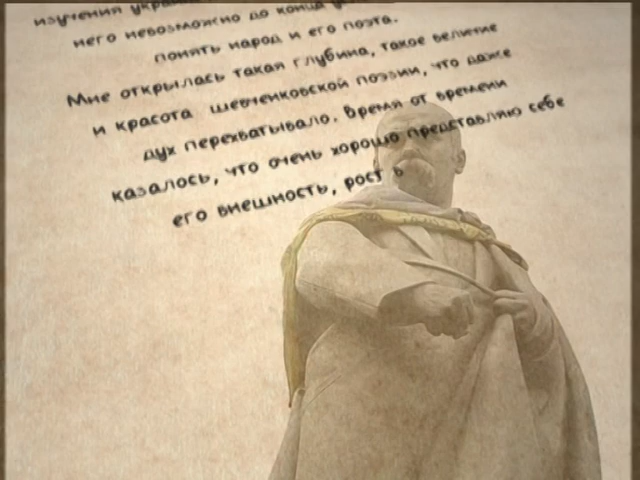 изучения
него невозможно до конца
понять народ и его поэта.
Мне открылась такая глубина, такое величие
и красота шевченковской поэзии, что даже
дух перехватывало. Время от времени
казалось, что очень хорошо представляю себе
его внешность, рост ь